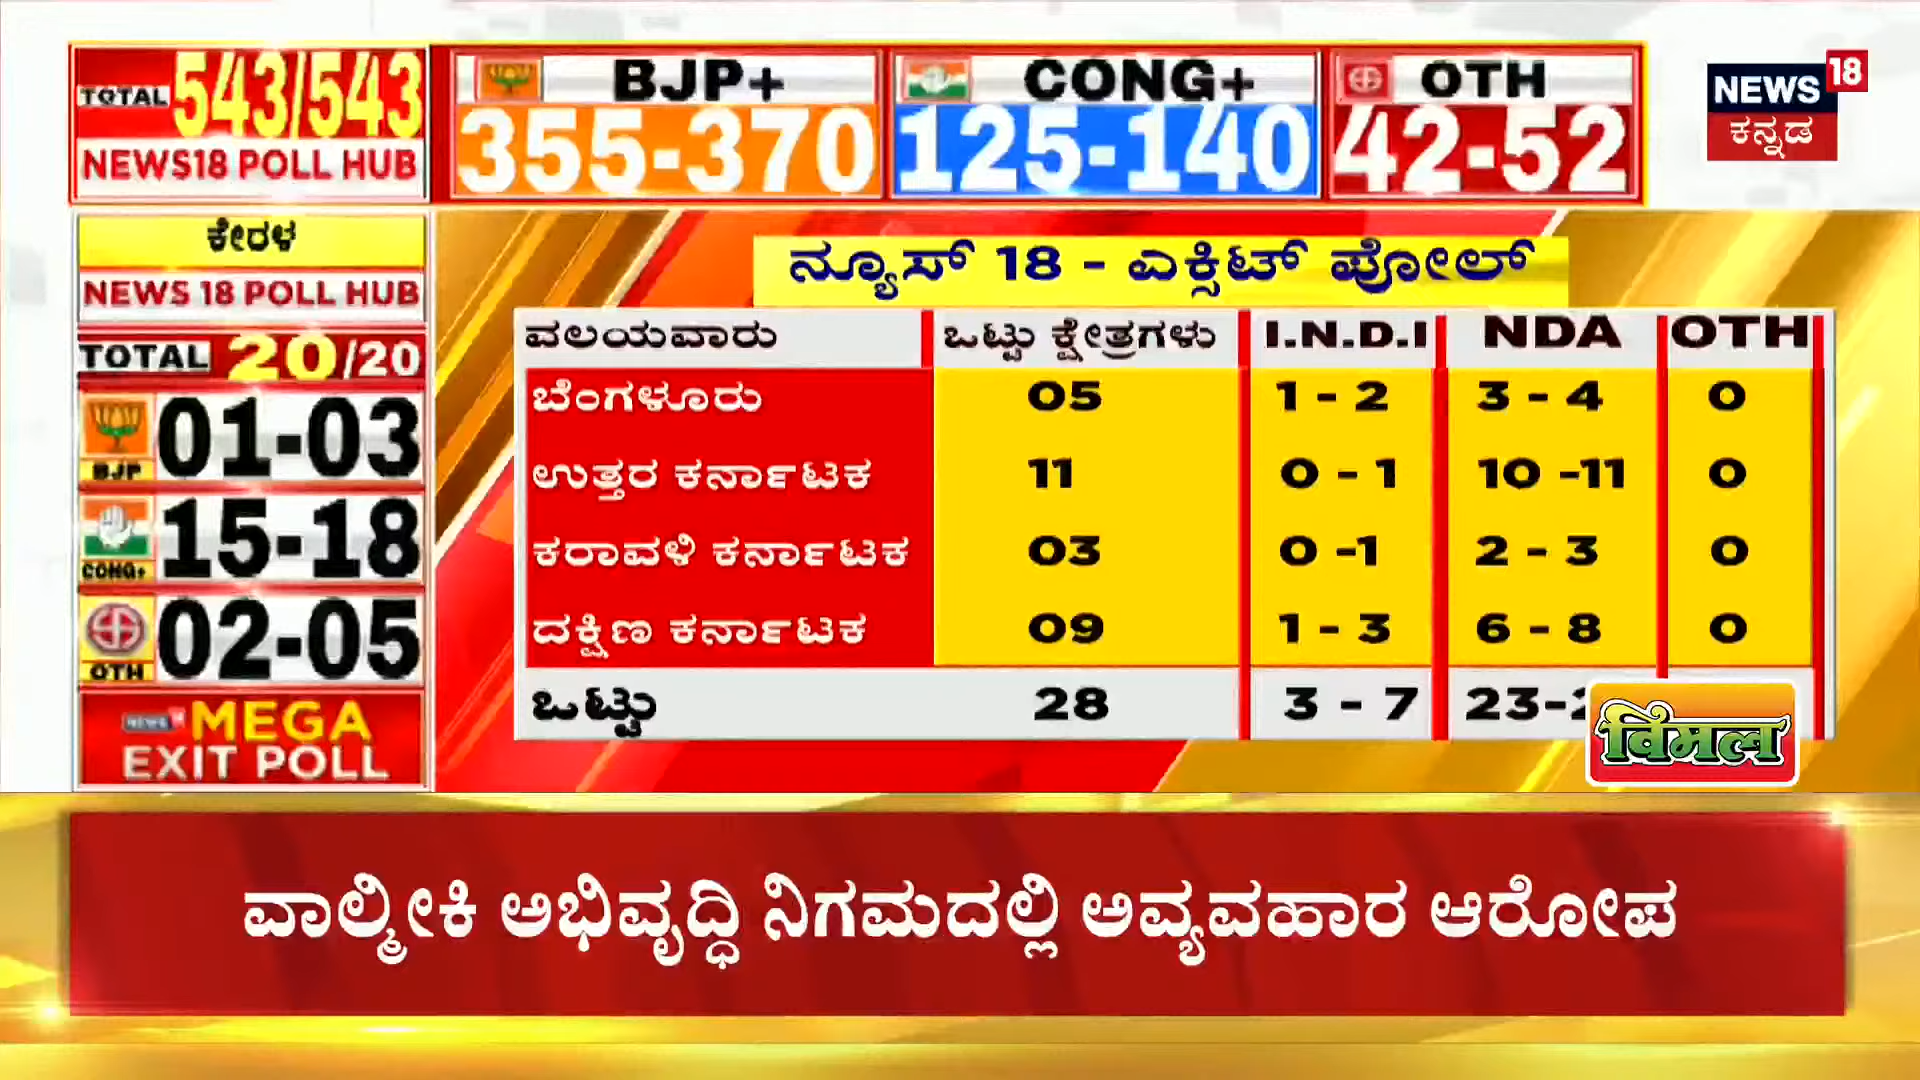 TOTAL 543/543
NEWS18 POLL HUB
BJP+
355-370
CONG+
125-140
OTH
42-52
NEWS 18
ಕನ್ನಡ
ಕೇರಳ
NEWS 18 POLL HUB
TOTAL 20/20
BJP 01-03
CONG+ 15-18
OTH 02-05
NEWS18 MEGA
EXIT POLL
ನ್ಯೂಸ್ 18 - ಎಕ್ಸಿಟ್ ಪೋಲ್
ವಲಯವಾರು ಒಟ್ಟು ಕ್ಷೇತ್ರಗಳು I.N.D.I NDA OTH
ಬೆಂಗಳೂರು 05 1 - 2 3 - 4 0
ಉತ್ತರ ಕರ್ನಾಟಕ 11 0 - 1 10 -11 0
ಕರಾವಳಿ ಕರ್ನಾಟಕ 03 0 -1 2 - 3 0
ದಕ್ಷಿಣ ಕರ್ನಾಟಕ 09 1 - 3 6 - 8 0
ಒಟ್ಟು 28 3 - 7
विमल
ವಾಲ್ಮೀಕಿ ಅಭಿವೃದ್ಧಿ ನಿಗಮದಲ್ಲಿ ಅವ್ಯವಹಾರ ಆರೋಪ